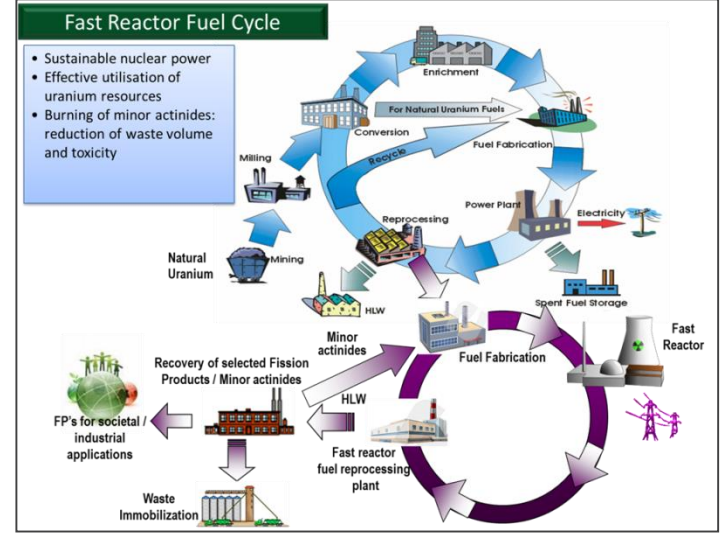 Fast Reactor Fuel Cycle
• Sustainable nuclear power
• Effective utilisation of
uranium resources
• Burning of minor actinides:
reduction of waste volume
and toxicity
Enrichment
For Natural Uranium Fuels
Conversion
Fuel Fabrication
Recycle
Milling
Power Plant
Electricity
Reprocessing
Natural
Uranium
Mining
HLW
Spent Fuel Storage
Minor
actinides
Fuel Fabrication
Fast
Reactor
Recovery of selected Fission
Products / Minor actinides
HLW
FP's for societal /
industrial
applications
Fast reactor
fuel reprocessing
plant
Waste
Immobilization